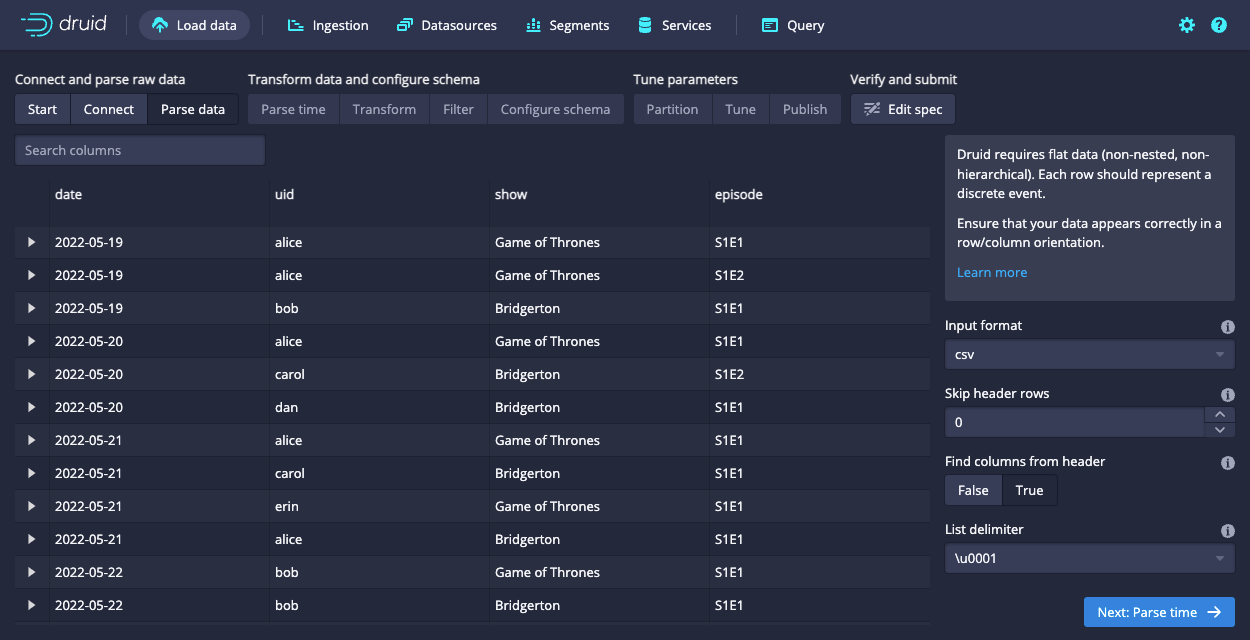 druid Load data Ingestion Datasources Segments Services Query
Connect and parse raw data Transform data and configure schema Tune parameters Verify and submit
Start Connect Parse data Parse time Transform Filter Configure schema Partition Tune Publish Edit spec
Search columns
date uid show episode
2022-05-19 alice Game of Thrones S1E1
2022-05-19 alice Game of Thrones S1E2
2022-05-19 bob Bridgerton S1E1
2022-05-20 alice Game of Thrones S1E1
2022-05-20 carol Bridgerton S1E2
2022-05-20 dan Bridgerton S1E1
2022-05-21 alice Game of Thrones S1E1
2022-05-21 carol Bridgerton S1E1
2022-05-21 erin Game of Thrones S1E1
2022-05-21 alice Bridgerton S1E1
2022-05-22 bob Game of Thrones S1E1
2022-05-22 bob Bridgerton S1E1
Druid requires flat data (non-nested, non-
hierarchical). Each row should represent a
discrete event.
Ensure that your data appears correctly in a
row/column orientation.
Learn more
Input format
csv
Skip header rows
0
Find columns from header
False True
List delimiter
\u0001
Next: Parse time